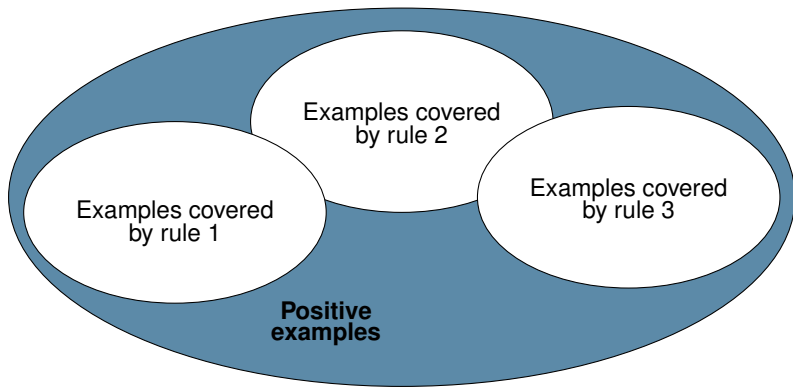 Examples covered
by rule 2
Examples covered
by rule 3
Examples covered
by rule 1
Positive
examples